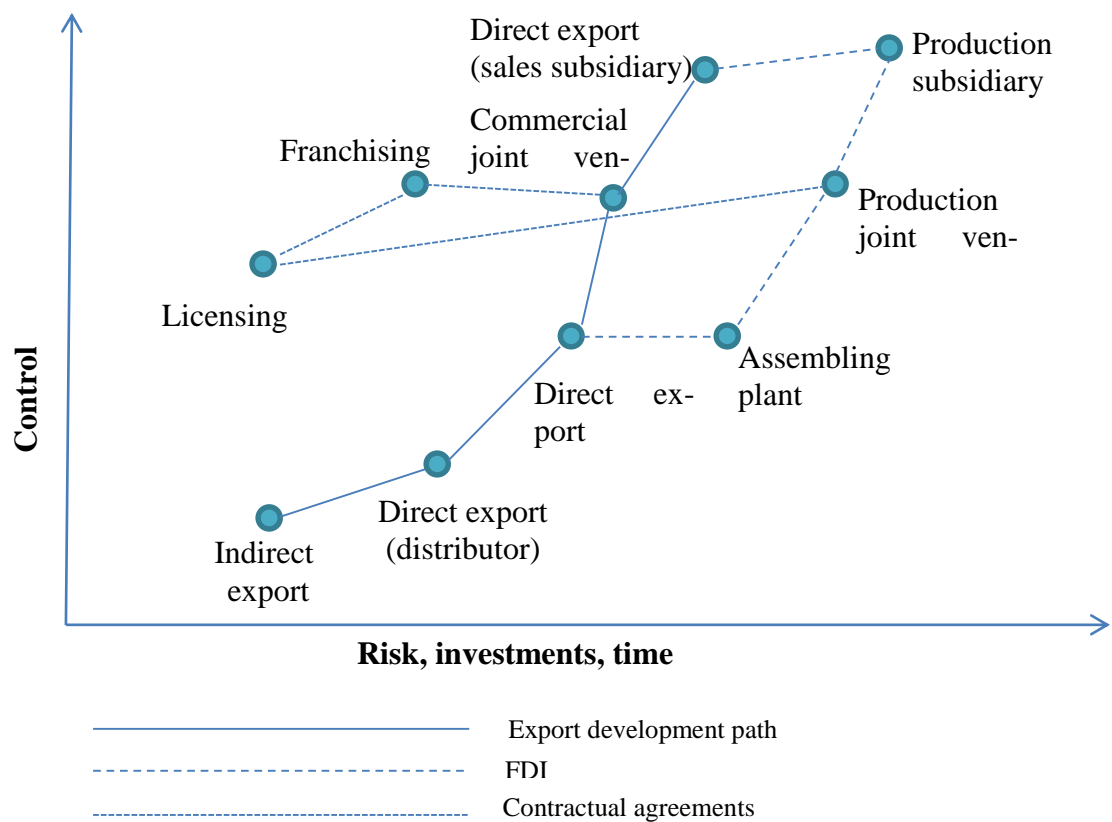 Direct export
(sales subsidiary)
Production
subsidiary
Commercial
joint ven-
Franchising
Production
joint ven-
Licensing
Assembling
plant
Direct ex-
port
Control
Direct export
(distributor)
Indirect
export
Risk, investments, time
Export development path
FDI
Contractual agreements